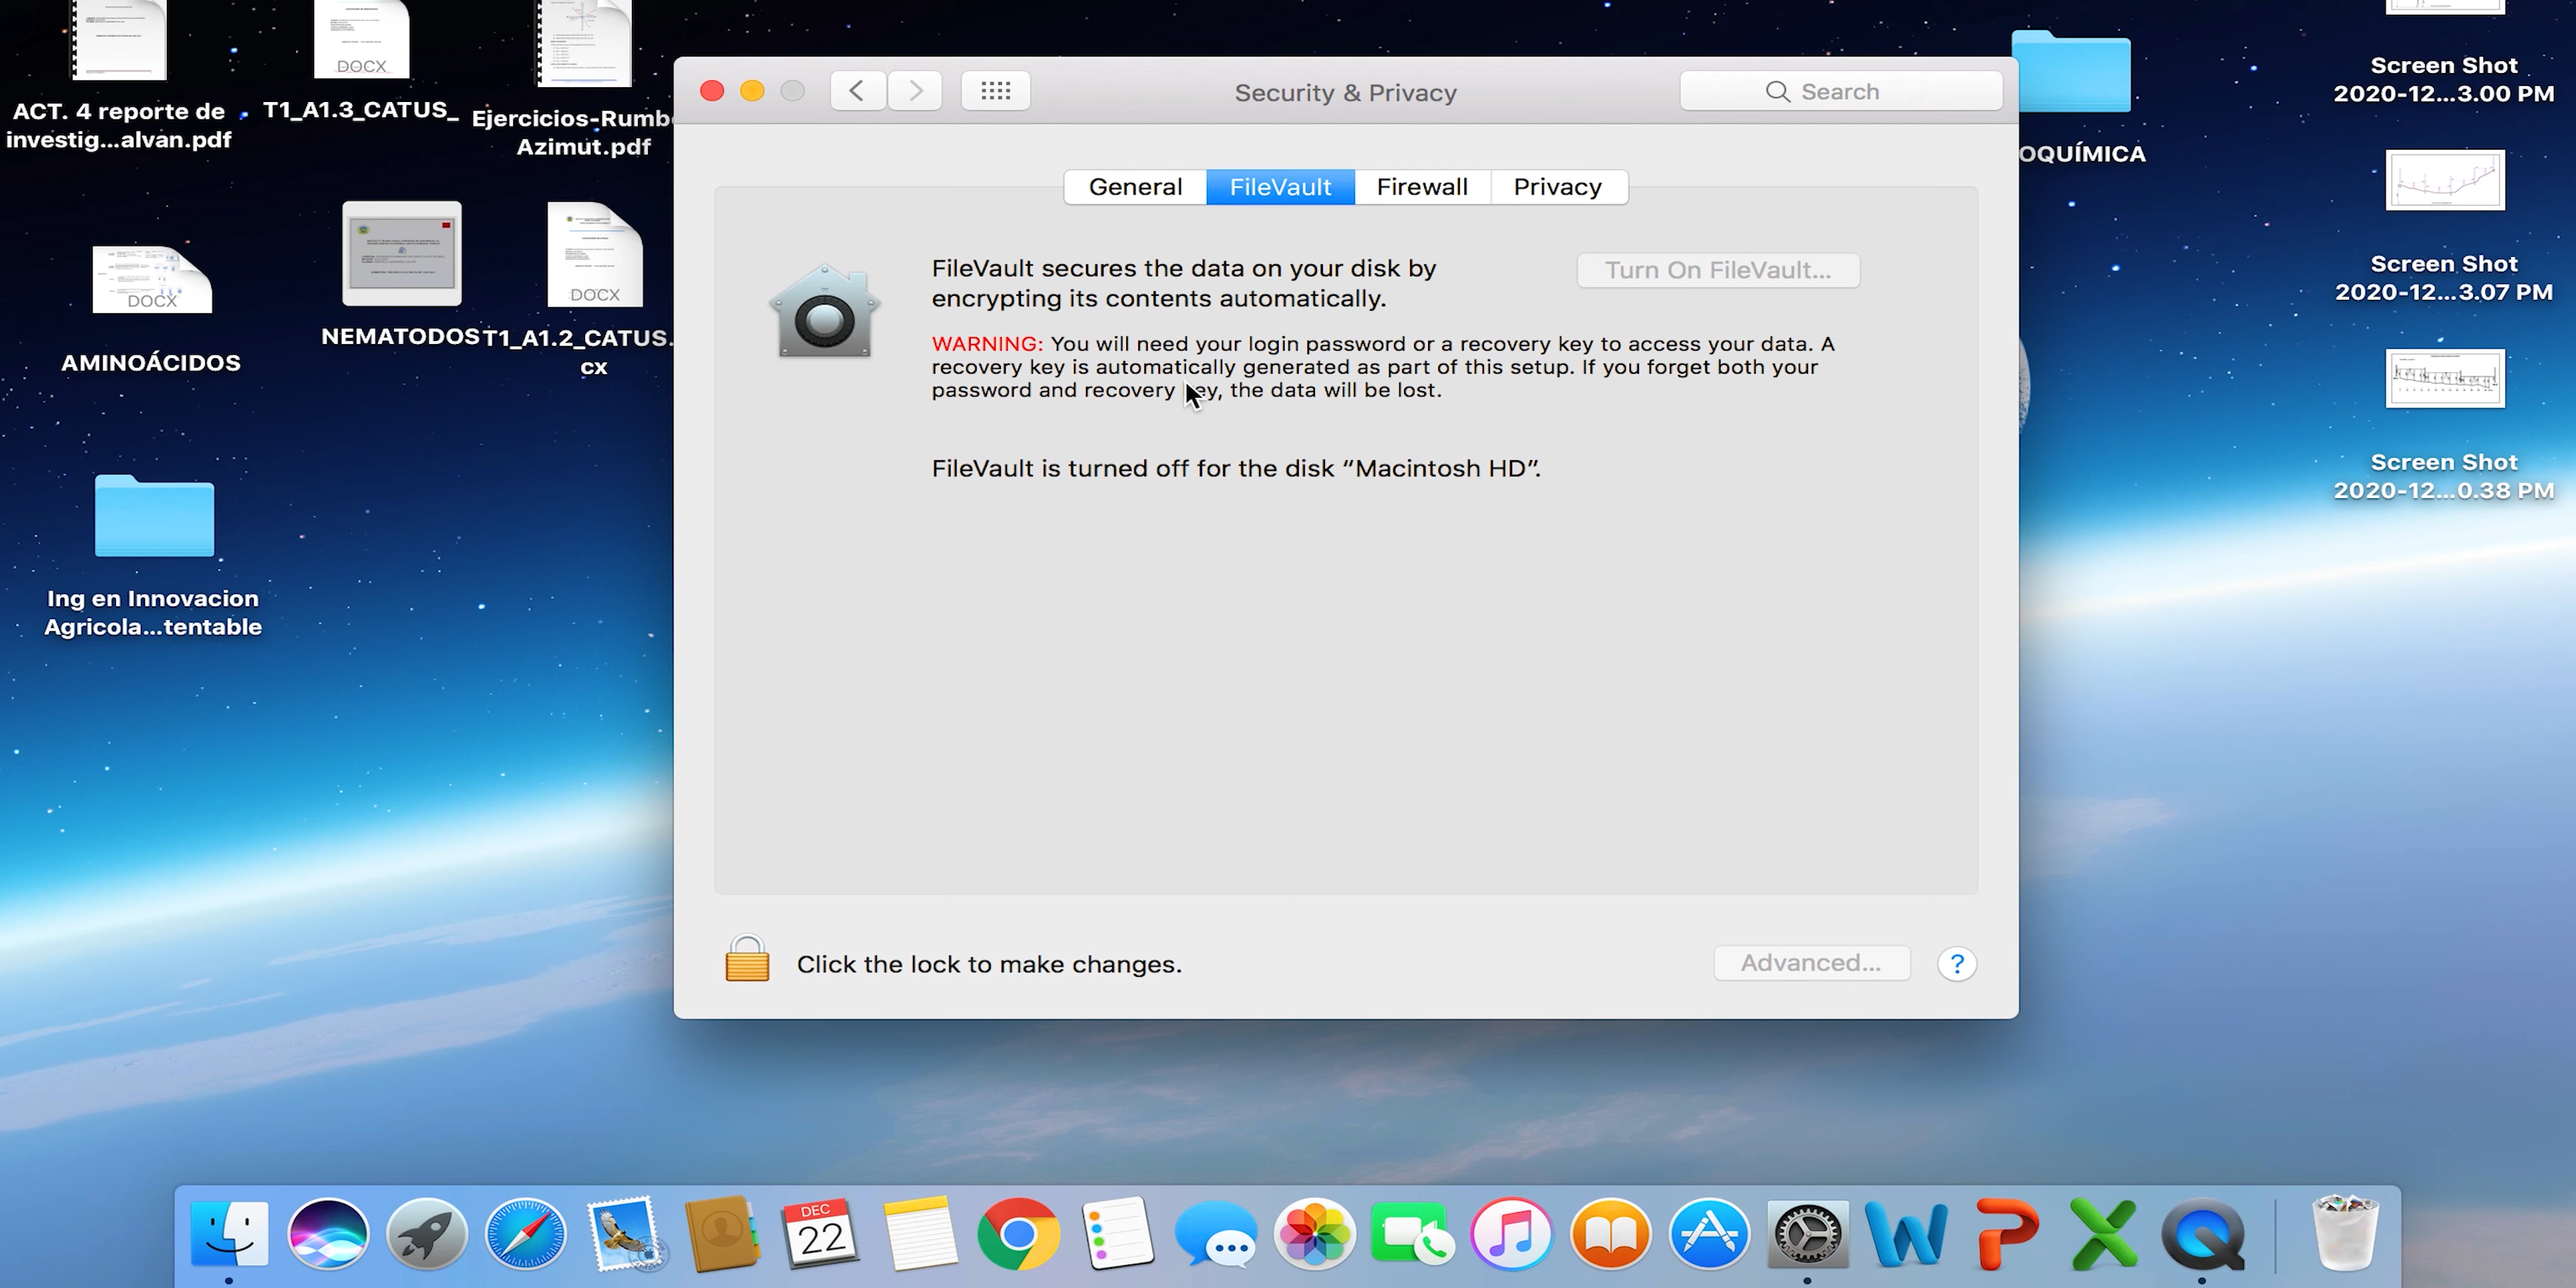 ACT. 4 reporte de
investig...alvan.pdf
DOCX
T1_A1.3_CATUS_
Ejercicios-Rumb
Azimut.pdf
DOCX
AMINOÁCIDOS
NEMATODOS
DOCX
T1_A1.2_CATUS.
cx
Ing en Innovacion
Agricola...tentable
Security & Privacy
Search
General
FileVault
Firewall
Privacy
FileVault secures the data on your disk by
encrypting its contents automatically.
Turn On FileVault...
WARNING: You will need your login password or a recovery key to access your data. A
recovery key is automatically generated as part of this setup. If you forget both your
password and recovery key, the data will be lost.
FileVault is turned off for the disk “Macintosh HD”.
Click the lock to make changes.
Advanced...
?
OQUÍMICA
Screen Shot
2020-12...3.00 PM
Screen Shot
2020-12...3.07 PM
Screen Shot
2020-12...0.38 PM
DEC
22